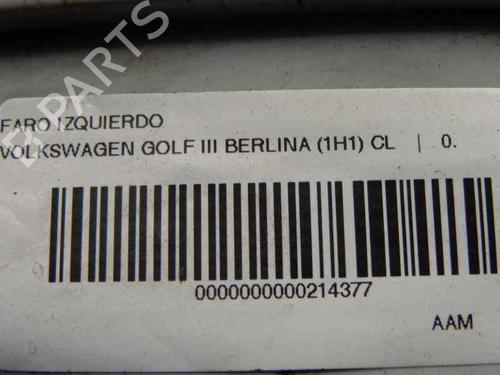 FARO IZQUIERDO
VOLKSWAGEN GOLF III BERLINA (1H1) CL | 0.
0000000000214377
AAM
B-PARTS